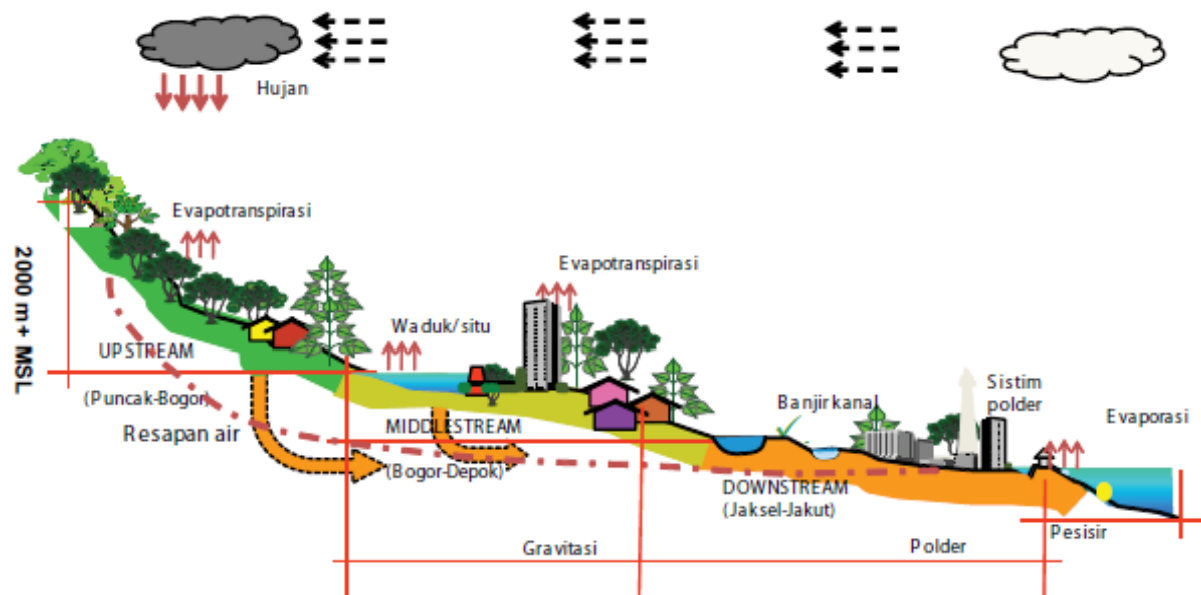 Hujan
Evapotranspirasi
Evapotranspirasi
2000 m+ MSL
Waduk/situ
UPSTREAM
(Puncak-Bogor)
Resapan air
MIDDLESTREAM
(Bogor-Depok)
Banjir kanal
Sistim
polder
Evaporasi
DOWNSTREAM
(Jaksel-Jakut)
Gravitasi
Polder
Pesisir